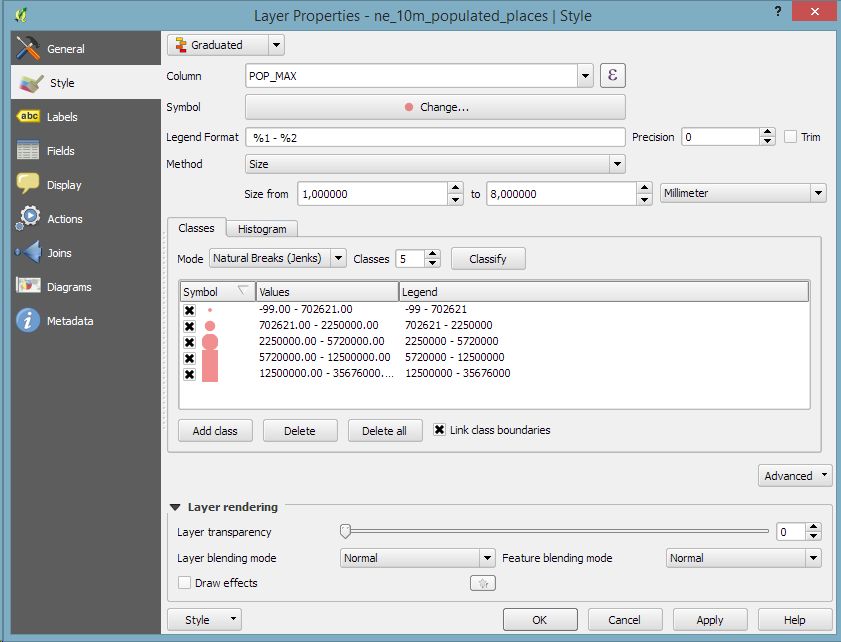 Layer Properties - ne_10m_populated_places | Style
?
General
Style
abc Labels
Fields
Display
Actions
Joins
Diagrams
i Metadata
Graduated
Column POP_MAX ε
Symbol Change...
Legend Format %1 - %2 Precision 0 Trim
Method Size
Size from 1,000000 to 8,000000 Millimeter
Classes Histogram
Mode Natural Breaks (Jenks) Classes 5 Classify
Symbol Values Legend
-99.00 - 702621.00 -99 - 702621
702621.00 - 2250000.00 702621 - 2250000
2250000.00 - 5720000.00 2250000 - 5720000
5720000.00 - 12500000.00 5720000 - 12500000
12500000.00 - 35676000.... 12500000 - 35676000
Add class Delete Delete all Link class boundaries
Advanced
Layer rendering
Layer transparency 0
Layer blending mode Normal Feature blending mode Normal
Draw effects
Style OK Cancel Apply Help